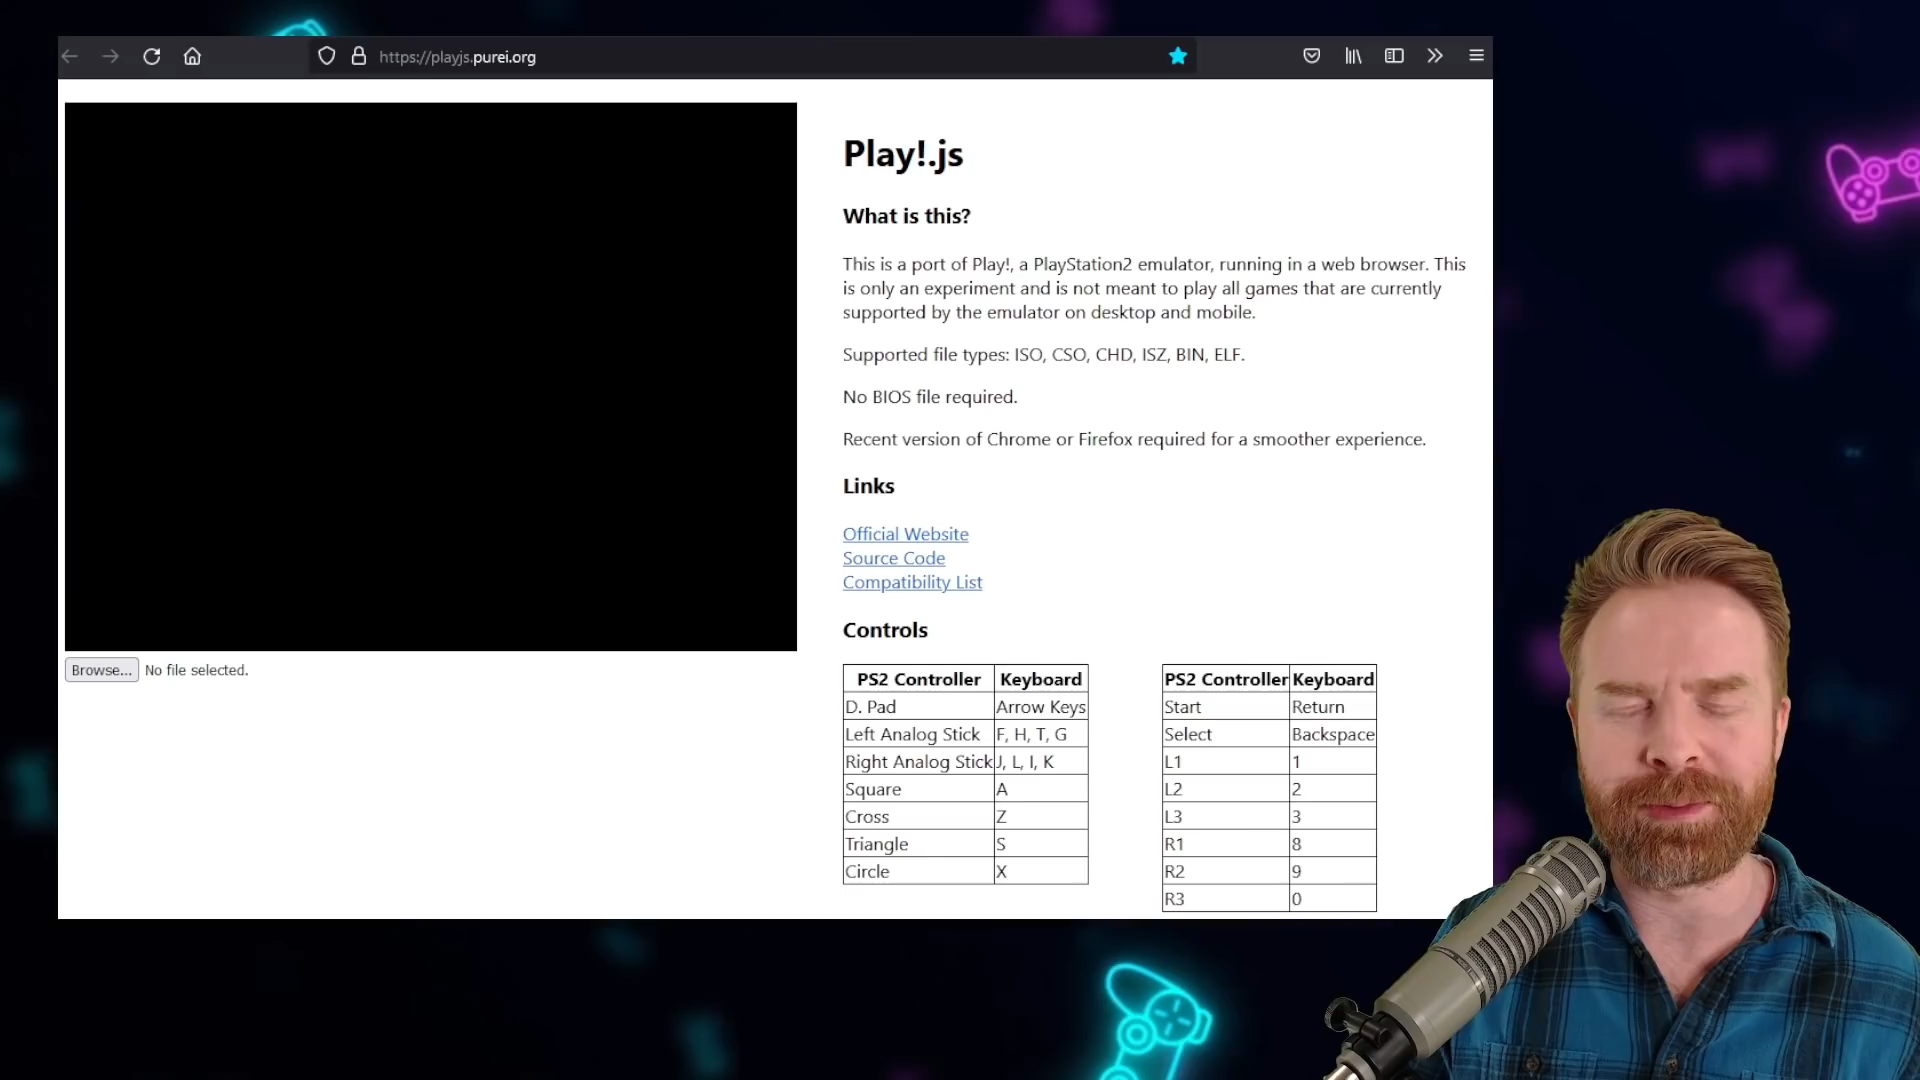 https://playjs.purei.org
Play!.js
What is this?
This is a port of Play!, a PlayStation2 emulator, running in a web browser. This
is only an experiment and is not meant to play all games that are currently
supported by the emulator on desktop and mobile.
Supported file types: ISO, CSO, CHD, ISZ, BIN, ELF.
No BIOS file required.
Recent version of Chrome or Firefox required for a smoother experience.
Links
Official Website
Source Code
Compatibility List
Controls
Browse... No file selected.
PS2 Controller Keyboard
D. Pad Arrow Keys
Left Analog Stick F, H, T, G
Right Analog Stick J, L, I, K
Square A
Cross Z
Triangle S
Circle X
PS2 Controller Keyboard
Start Return
Select Backspace
L1 1
L2 2
L3 3
R1 8
R2 9
R3 0